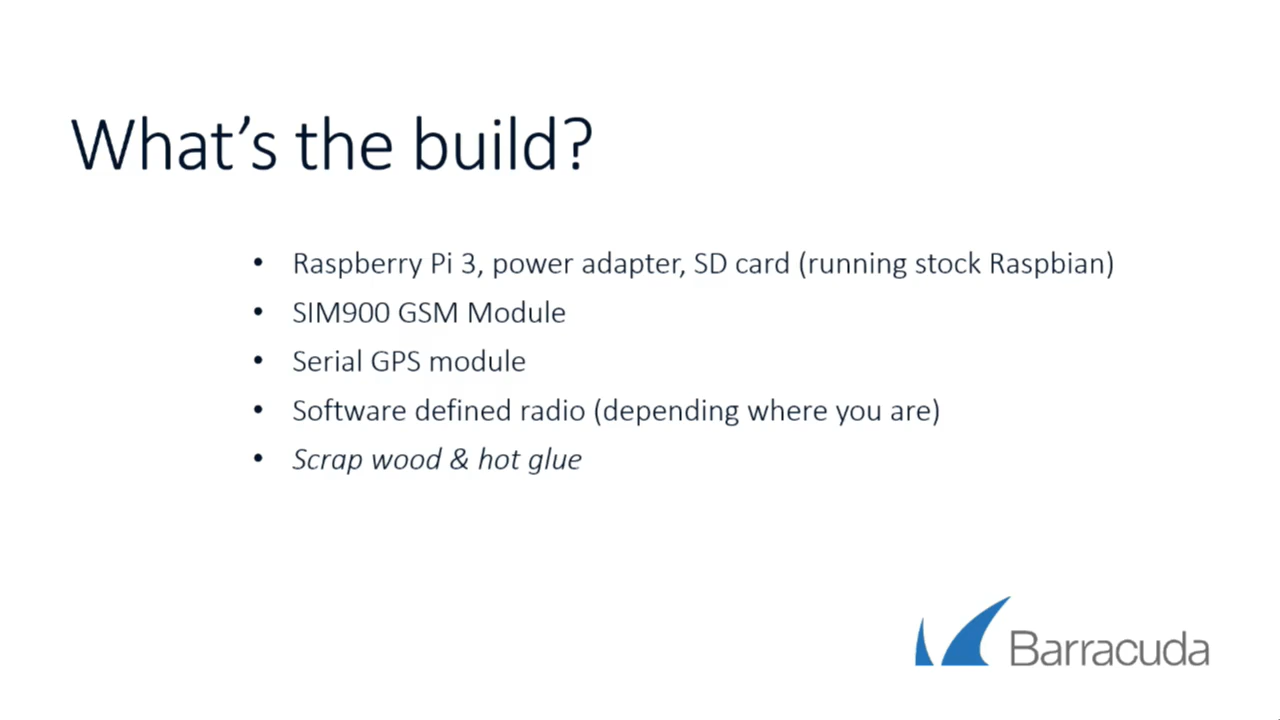 What’s the build?
• Raspberry Pi 3, power adapter, SD card (running stock Raspbian)
• SIM900 GSM Module
• Serial GPS module
• Software defined radio (depending where you are)
• Scrap wood & hot glue
Barracuda